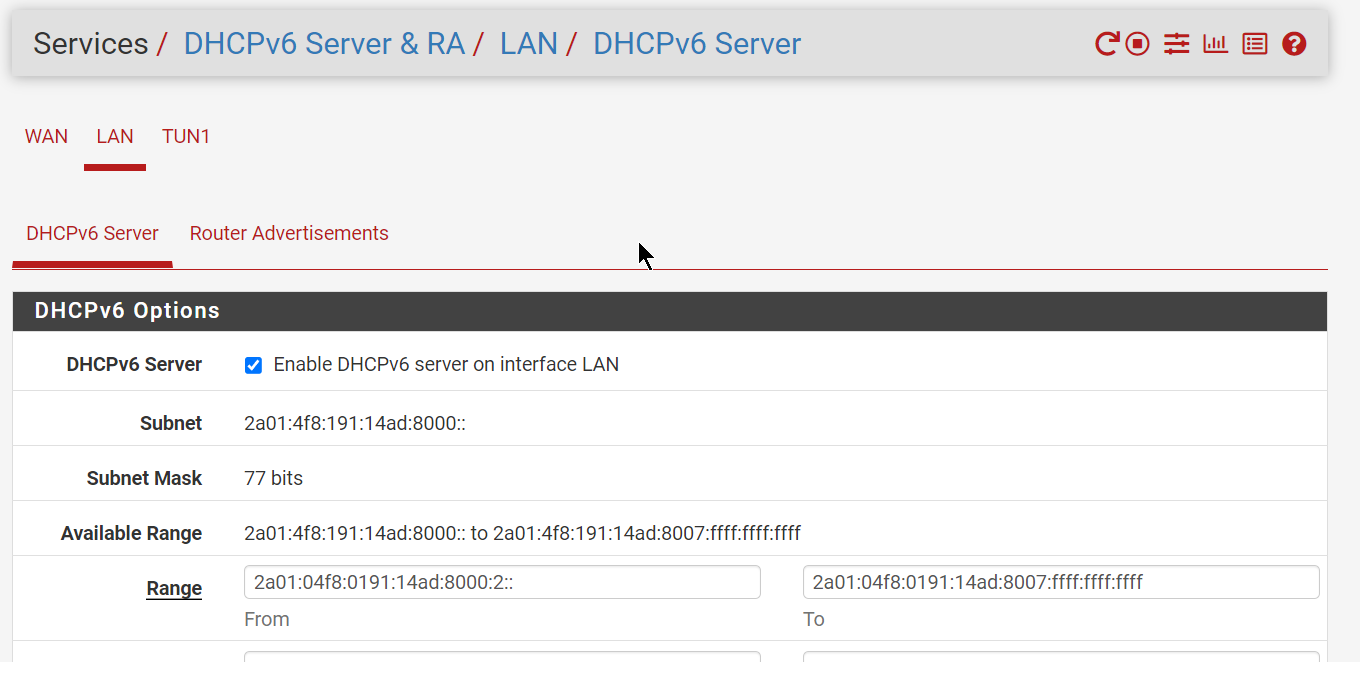 Services / DHCPv6 Server & RA / LAN / DHCPv6 Server
WAN LAN TUN1
DHCPv6 Server Router Advertisements
DHCPv6 Options
DHCPv6 Server Enable DHCPv6 server on interface LAN
Subnet 2a01:4f8:191:14ad:8000::
Subnet Mask 77 bits
Available Range 2a01:4f8:191:14ad:8000:: to 2a01:4f8:191:14ad:8007:ffff:ffff:ffff
Range 2a01:04f8:0191:14ad:8000:2:: 2a01:04f8:0191:14ad:8007:ffff:ffff:ffff
From To